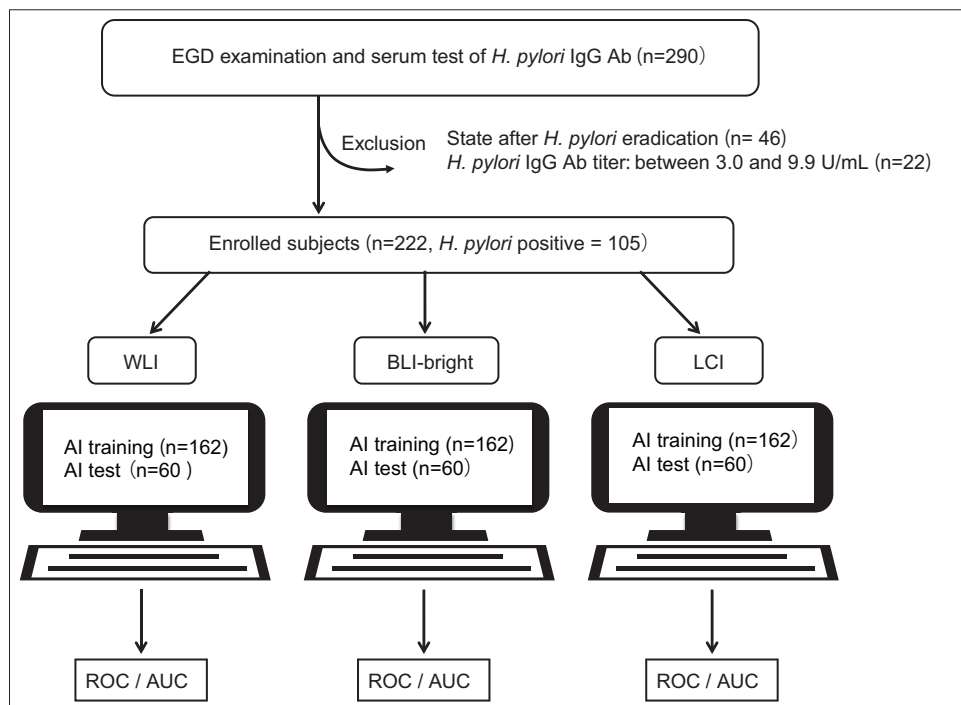 EGD examination and serum test of H. pylori IgG Ab (n=290)
Exclusion
State after H. pylori eradication (n= 46)
H. pylori IgG Ab titer: between 3.0 and 9.9 U/mL (n=22)
Enrolled subjects (n=222, H. pylori positive = 105)
WLI
BLI-bright
LCI
AI training (n=162)
AI test (n=60 )
AI training (n=162)
AI test (n=60)
AI training (n=162)
AI test (n=60)
ROC / AUC
ROC / AUC
ROC / AUC